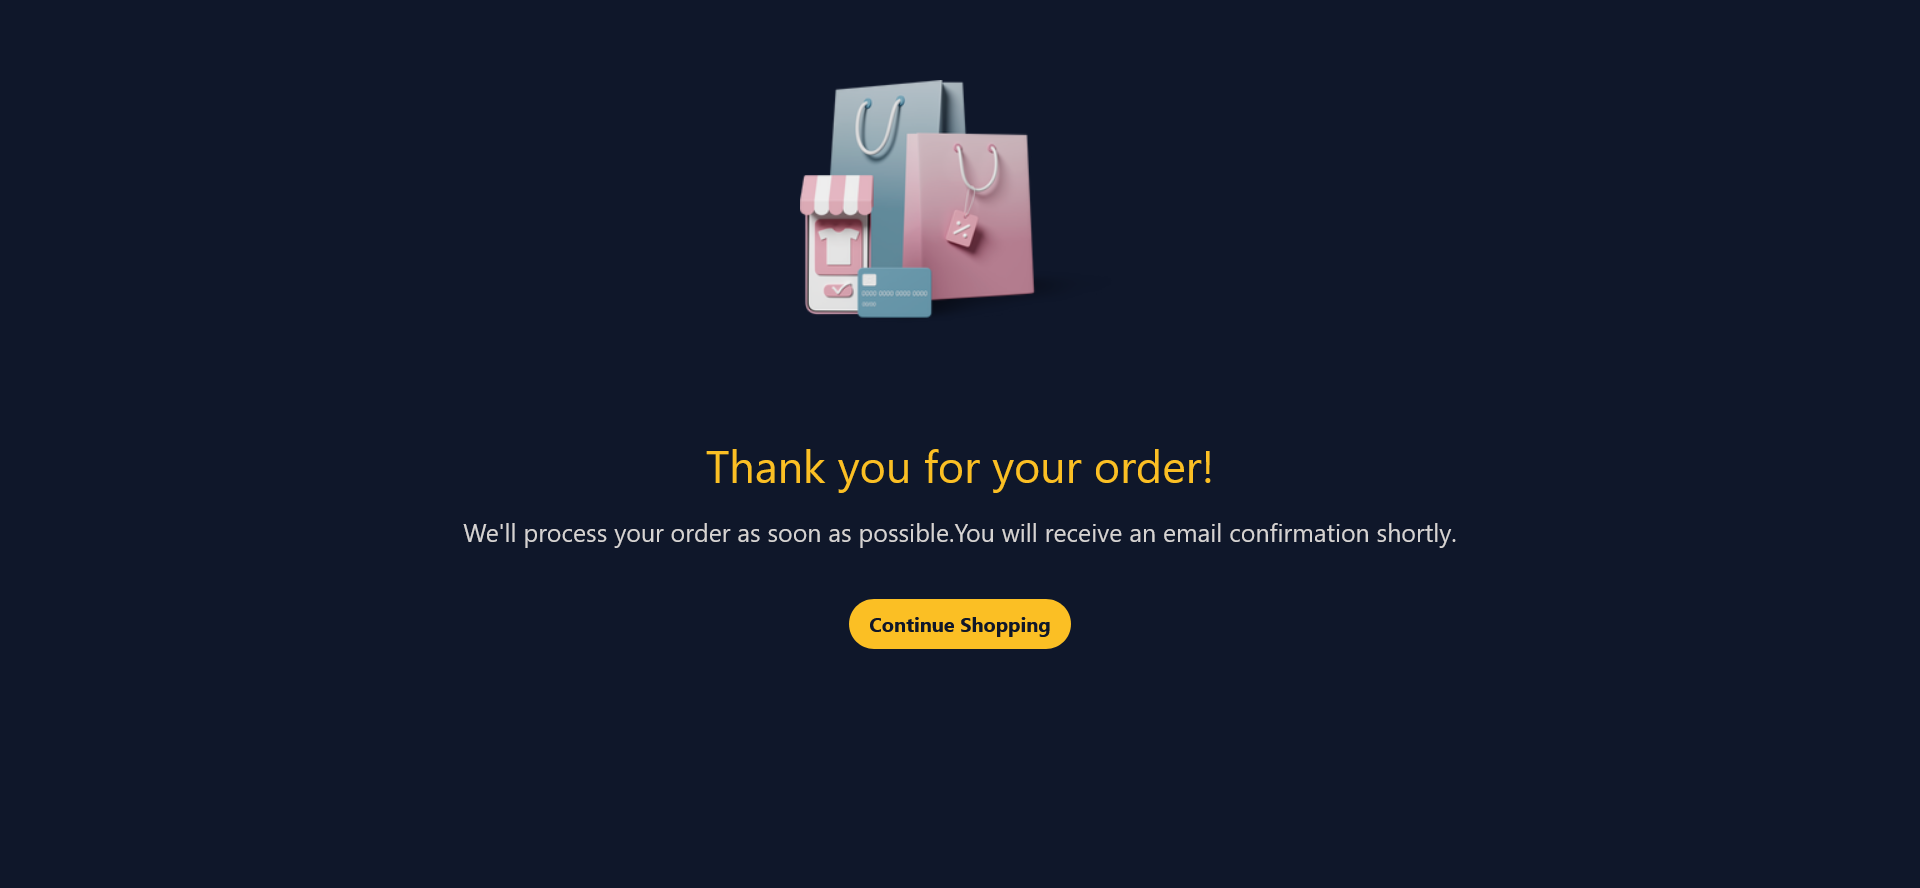 0000 0000 0000 0000
Thank you for your order!
We'll process your order as soon as possible.You will receive an email confirmation shortly.
Continue Shopping